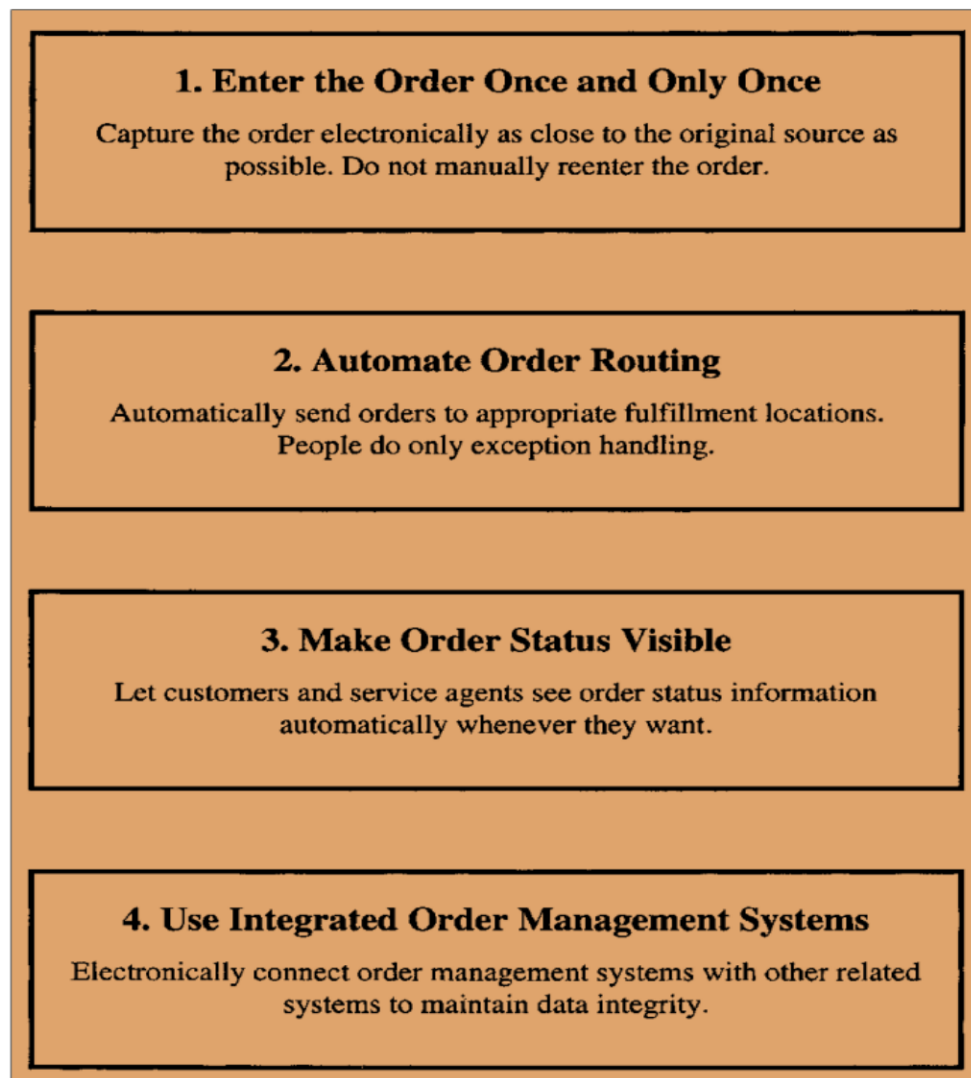 1. Enter the Order Once and Only Once
Capture the order electronically as close to the original source as
possible. Do not manually reenter the order.
2. Automate Order Routing
Automatically send orders to appropriate fulfillment locations.
People do only exception handling.
3. Make Order Status Visible
Let customers and service agents see order status information
automatically whenever they want.
4. Use Integrated Order Management Systems
Electronically connect order management systems with other related
systems to maintain data integrity.